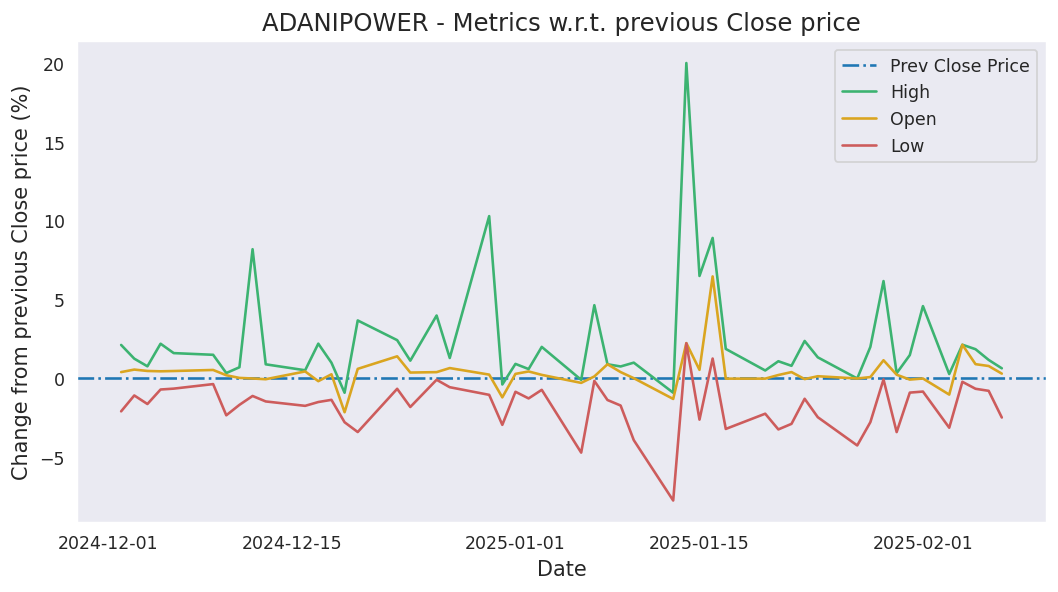 ADANIPOWER - Metrics w.r.t. previous Close price
Change from previous Close price (%)
20
15
10
5
0
−5
Prev Close Price
High
Open
Low
2024-12-01
2024-12-15
2025-01-01
2025-01-15
2025-02-01
Date